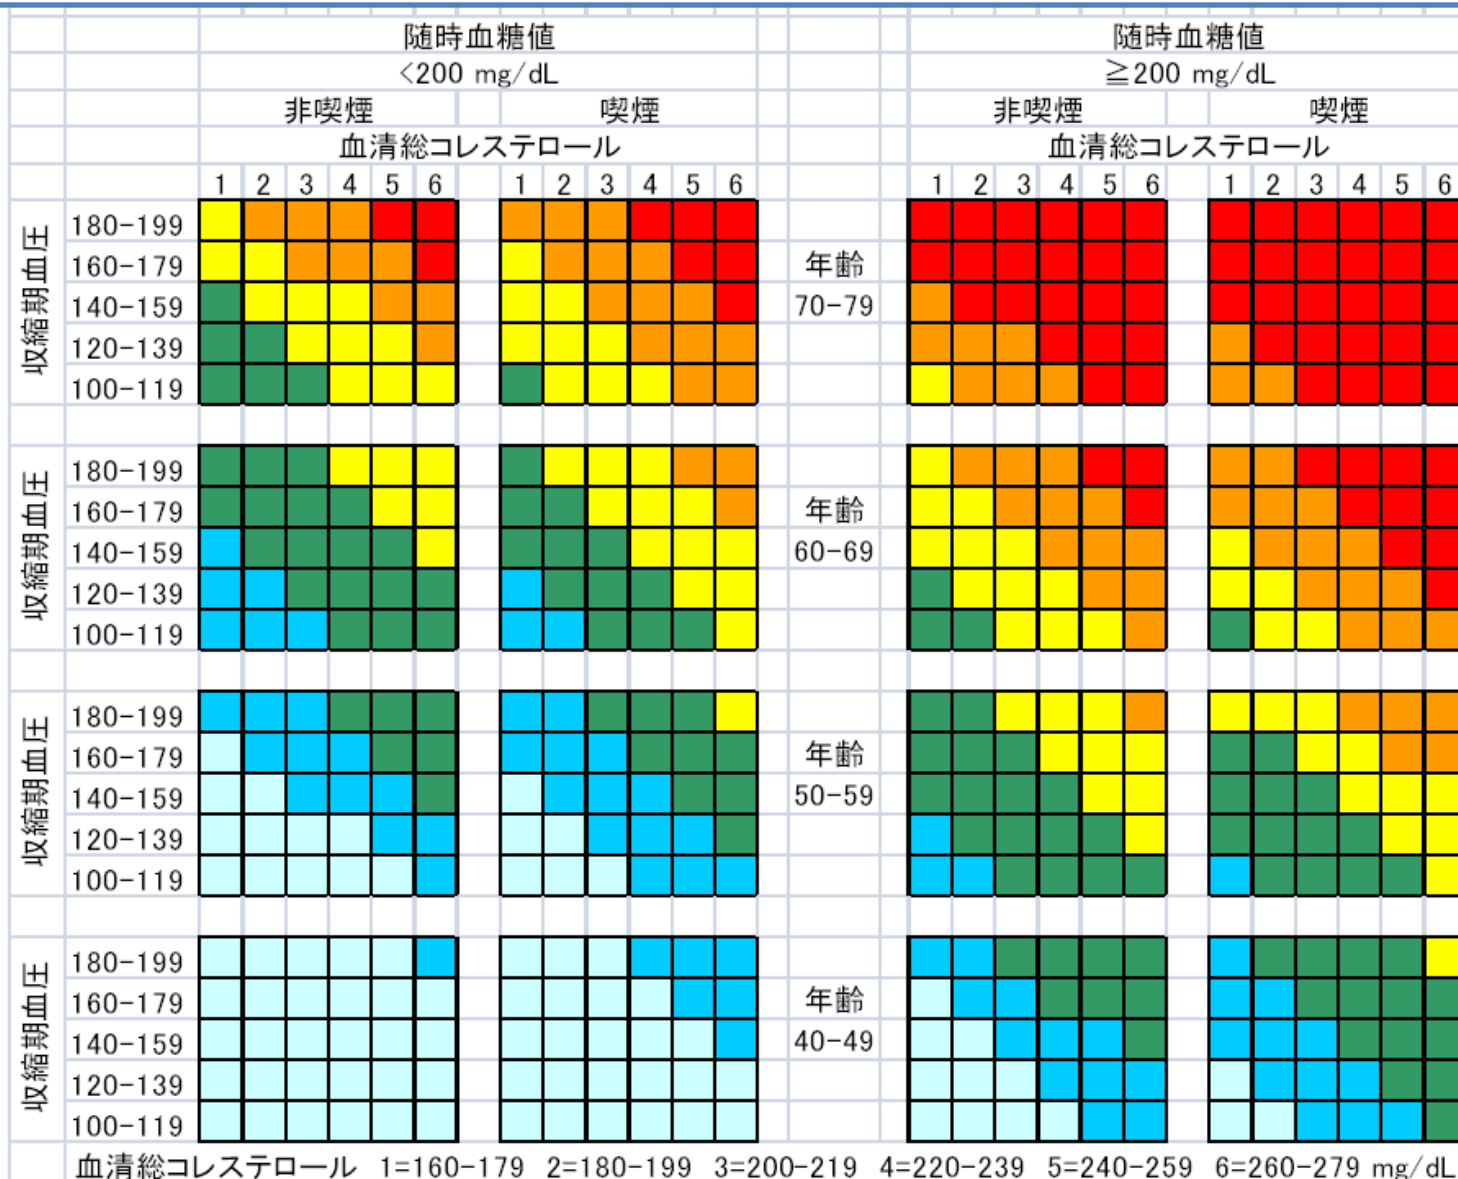 随時血糖値 随時血糖値
<200 mg/dL ≧200 mg/dL
非喫煙 喫煙 非喫煙 喫煙
血清総コレステロール 血清総コレステロール
1 2 3 4 5 6 1 2 3 4 5 6 1 2 3 4 5 6 1 2 3 4 5 6
収縮期血圧
180-199
160-179 年齢
140-159 70-79
120-139
100-119
収縮期血圧
180-199
160-179 年齢
140-159 60-69
120-139
100-119
収縮期血圧
180-199
160-179 年齢
140-159 50-59
120-139
100-119
収縮期血圧
180-199
160-179 年齢
140-159 40-49
120-139
100-119
血清総コレステロール 1=160-179 2=180-199 3=200-219 4=220-239 5=240-259 6=260-279 mg/dL